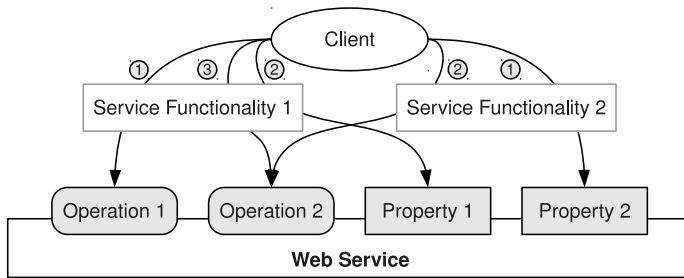 Client
1 3 2 2 1
Service Functionality 1 Service Functionality 2
Operation 1 Operation 2 Property 1 Property 2
Web Service